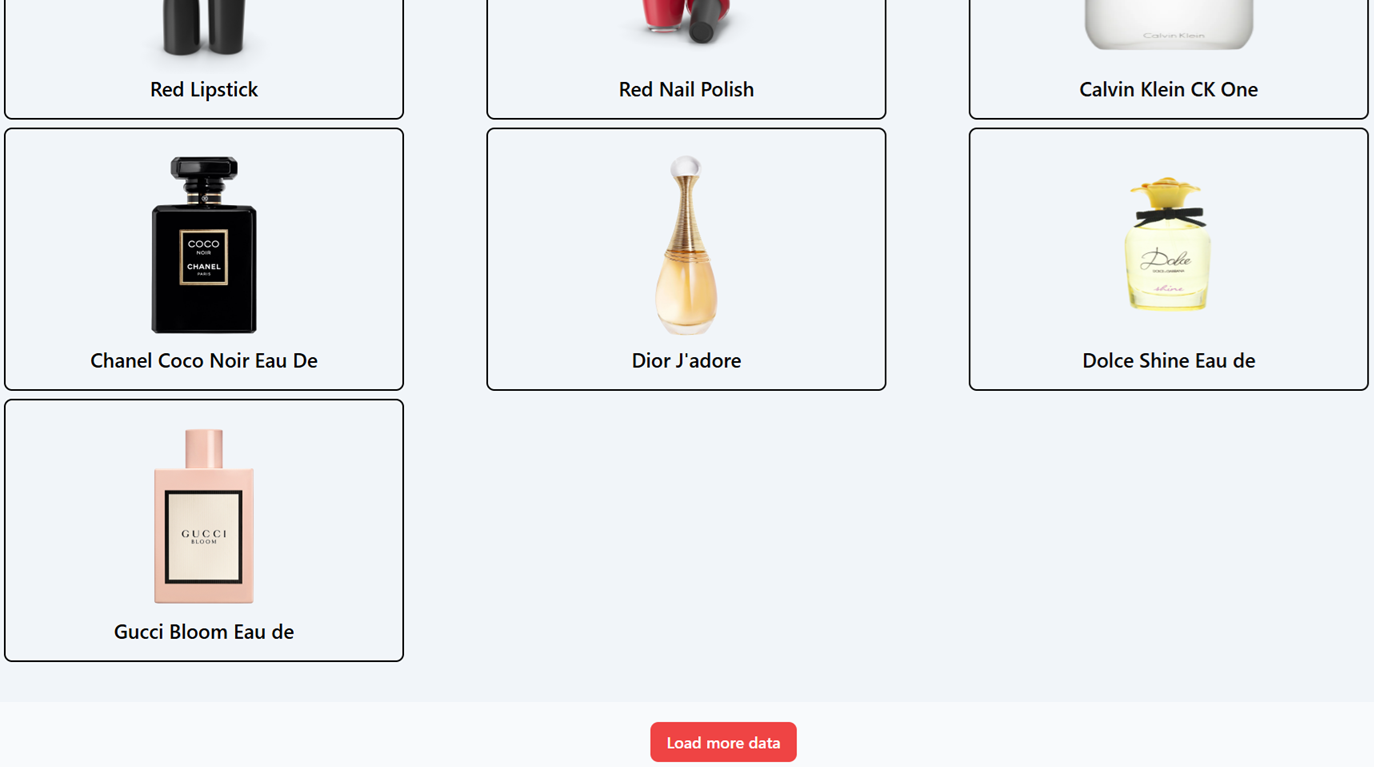 Calvin Klein
Red Lipstick
Red Nail Polish
Calvin Klein CK One
COCO
NOIR
CHANEL
PARIS
Chanel Coco Noir Eau De
Dior J'adore
Dolce
DOLCE & GABBANA
shine
Dolce Shine Eau de
GUCCI
BLOOM
Gucci Bloom Eau de
Load more data